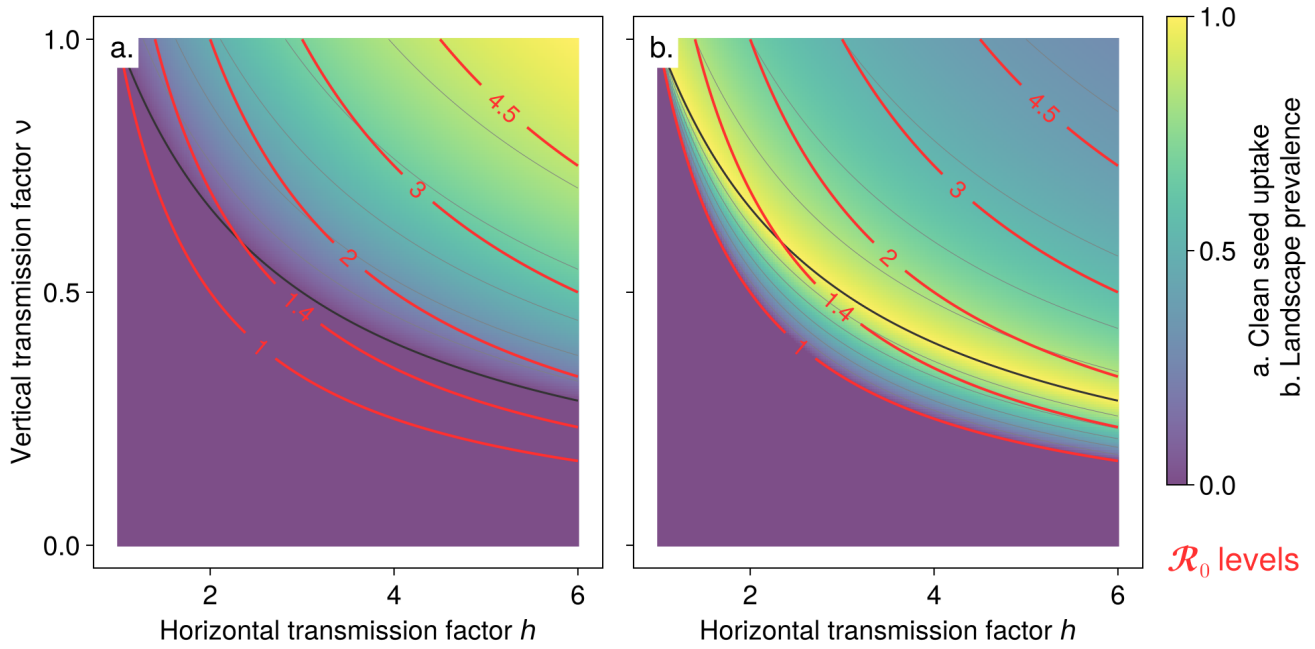 a.
1.0
0.5
0.0
Vertical transmission factor ν
4.5
3
2
1.4
1
2
4
6
Horizontal transmission factor h
b.
4.5
3
2
1.4
1
2
4
6
Horizontal transmission factor h
1.0
0.5
0.0
a. Clean seed uptake
b. Landscape prevalence
ℛ₀ levels